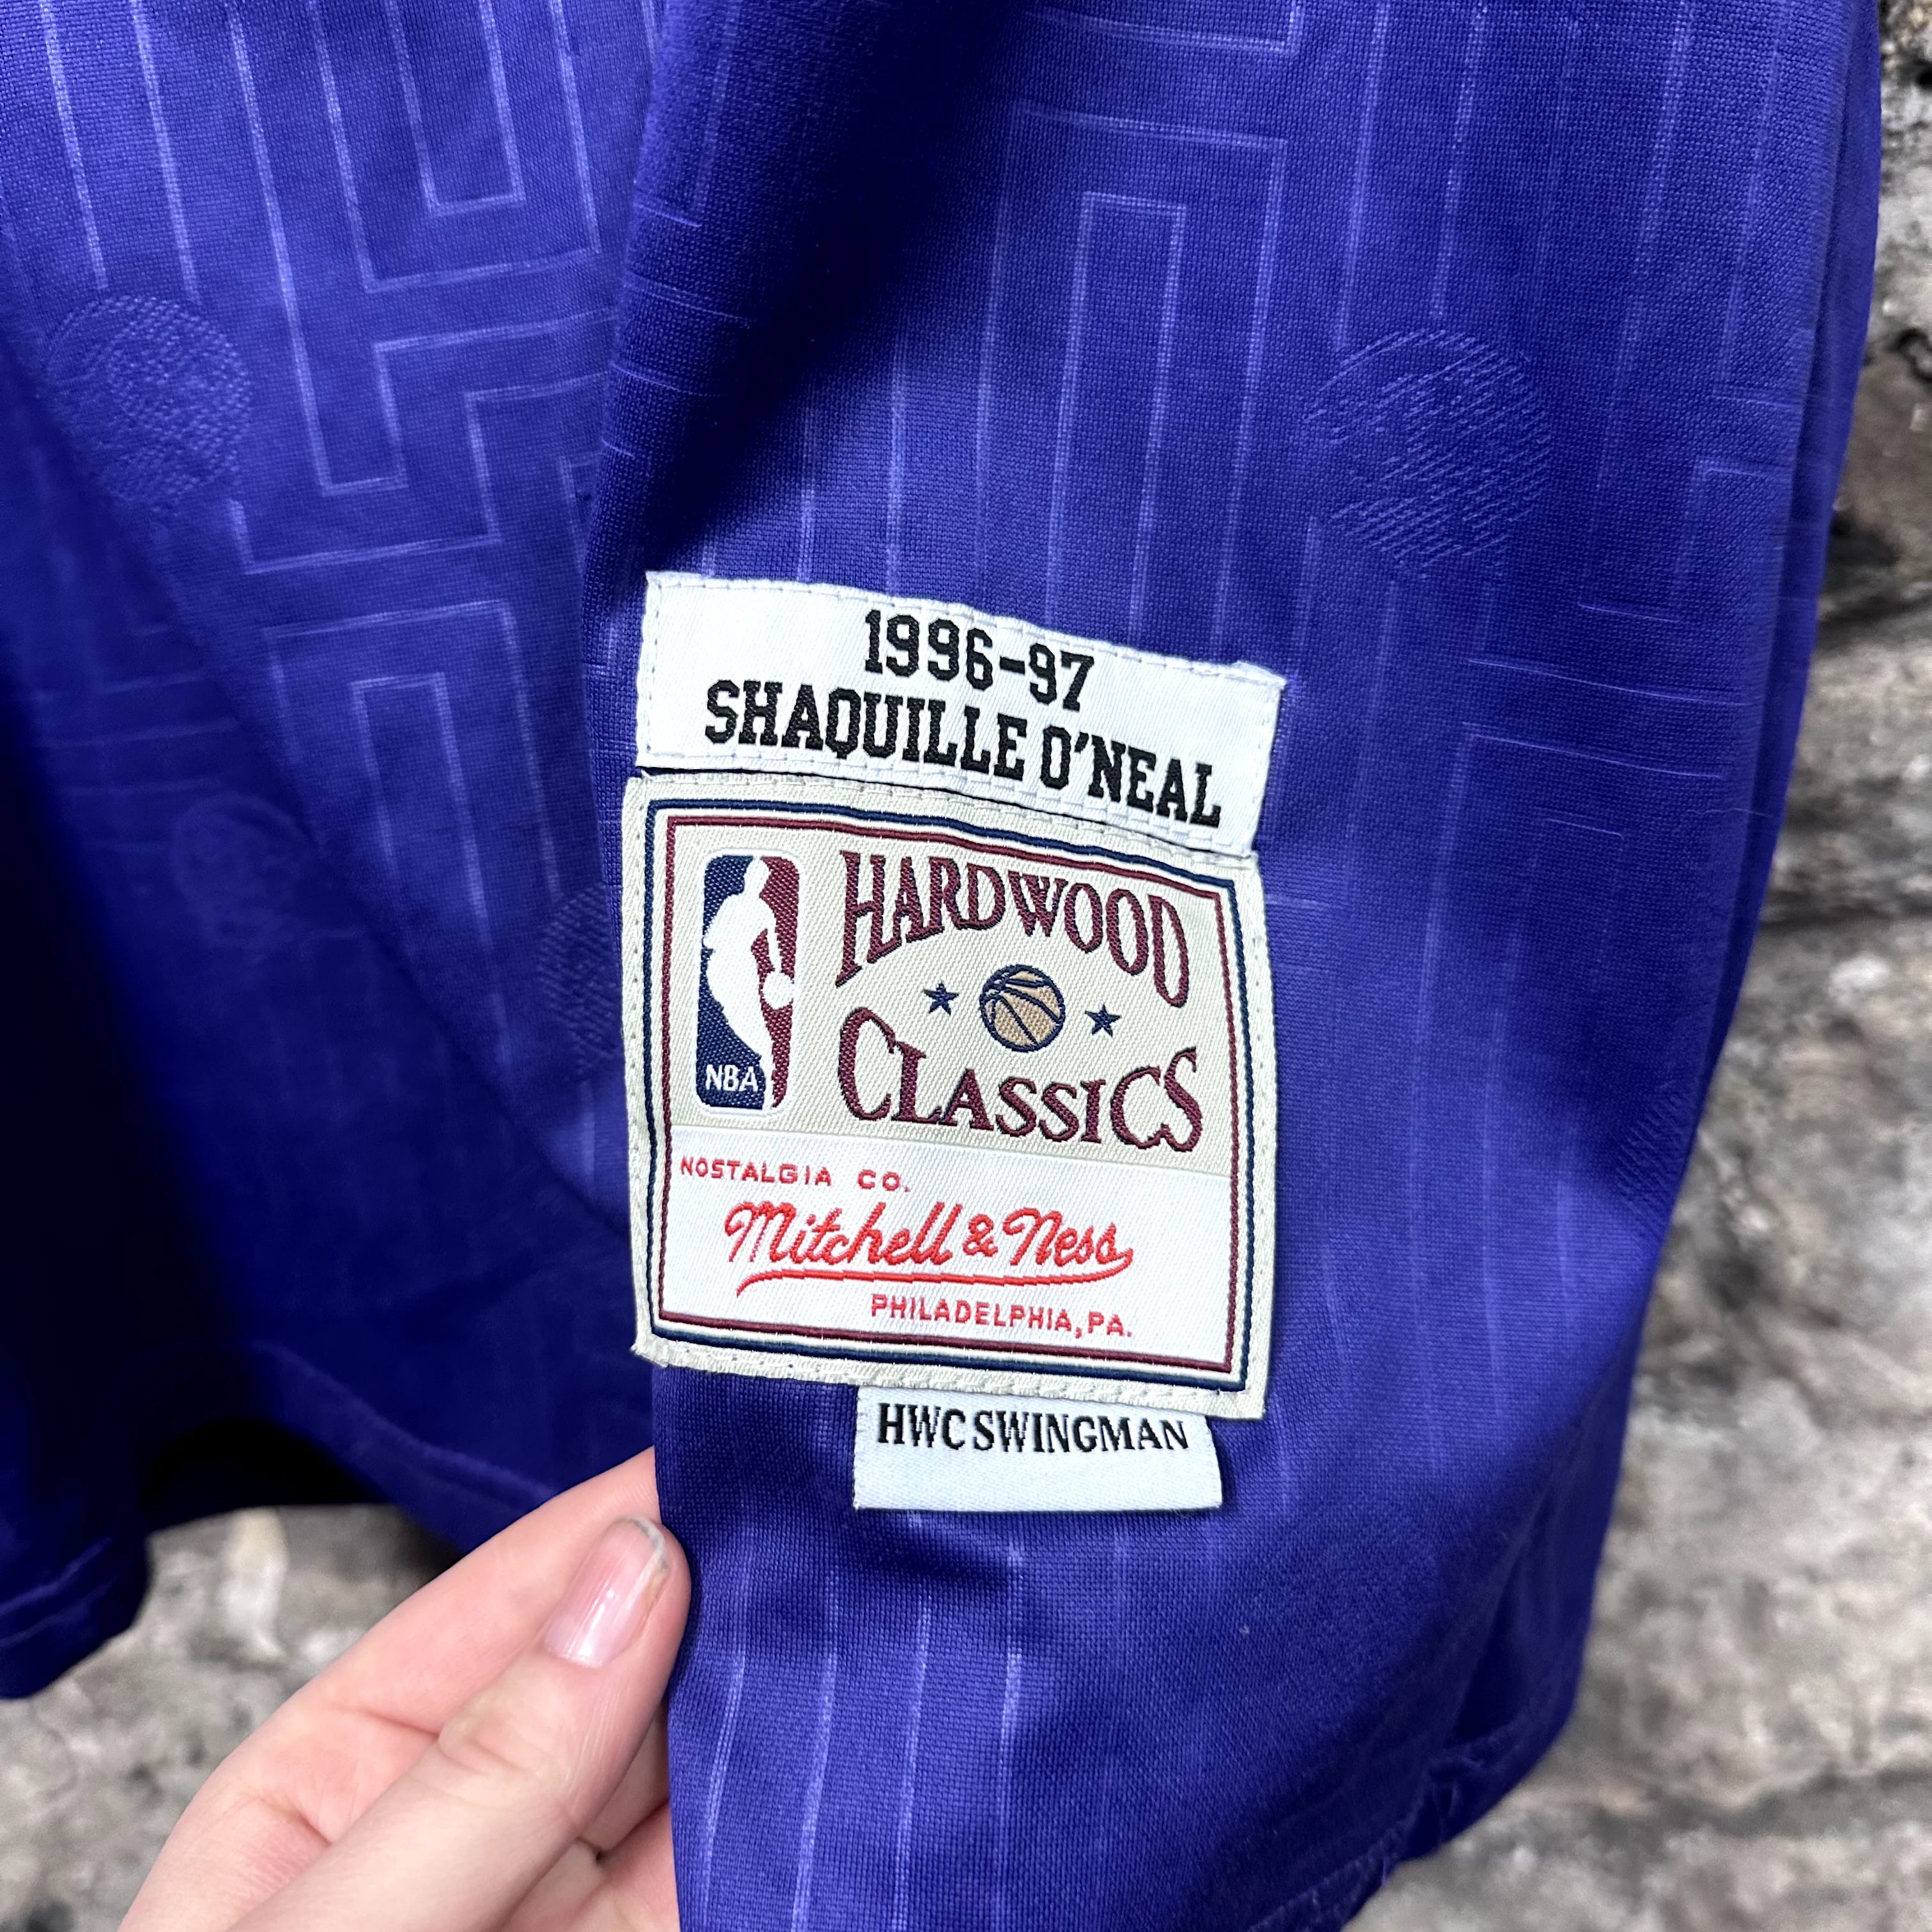 1996-97
SHAQUILLE O'NEAL
HARDWOOD
CLASSICS
NBA
NOSTALGIA CO.
Mitchell & Ness
PHILADELPHIA, PA.
HWC SWINGMAN